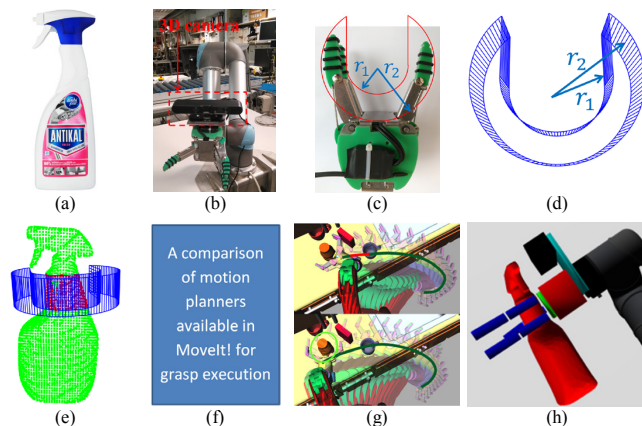 3D camera
r1
r2
r2
r1
ANTIKAL
(a)
(b)
(c)
(d)
A comparison
of motion
planners
available in
MoveIt! for
grasp execution
(e)
(f)
(g)
(h)